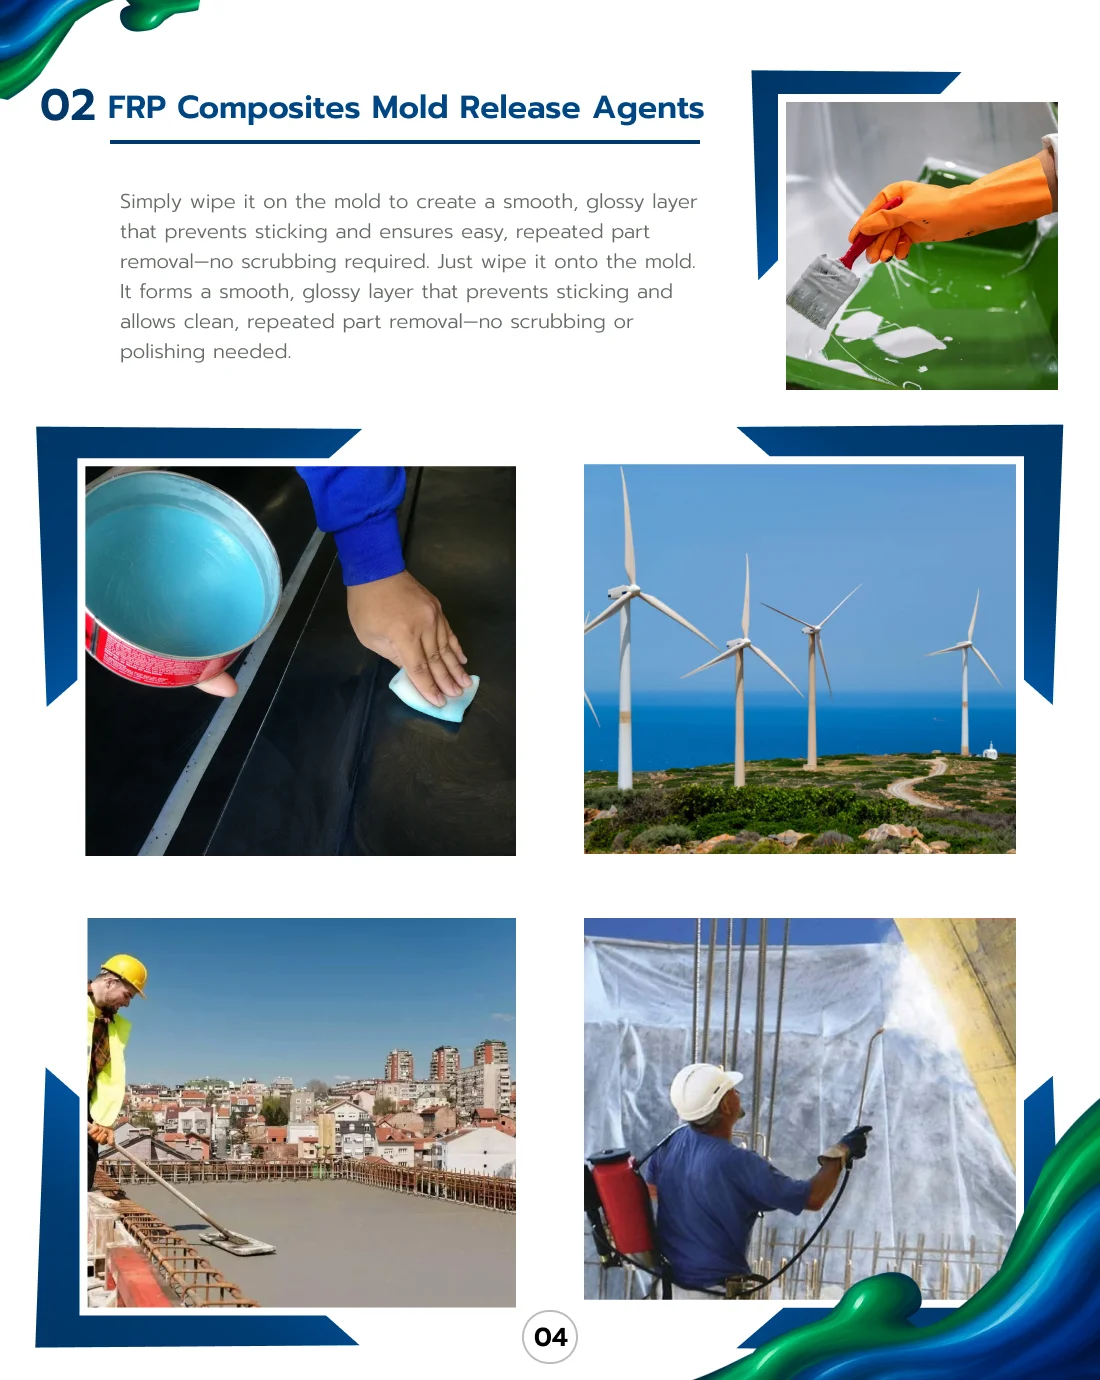 02 FRP Composites Mold Release Agents
Simply wipe it on the mold to create a smooth, glossy layer
that prevents sticking and ensures easy, repeated part
removal—no scrubbing required. Just wipe it onto the mold.
It forms a smooth, glossy layer that prevents sticking and
allows clean, repeated part removal—no scrubbing or
polishing needed.
04